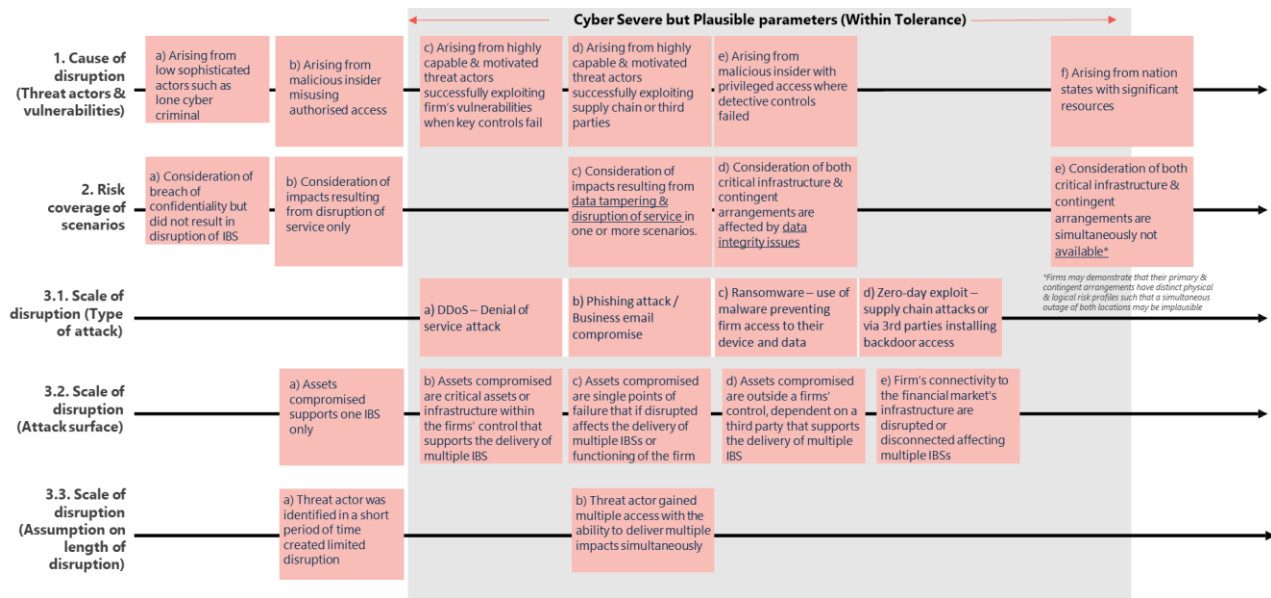 Cyber Severe but Plausible parameters (Within Tolerance)
1. Cause of
disruption
(Threat actors &
vulnerabilities)
a) Arising from
low sophisticated
actors such as
lone cyber
criminal
b) Arising from
malicious insider
misusing
authorised access
c) Arising from highly
capable & motivated
threat actors
successfully exploiting
firm's vulnerabilities
when key controls fail
d) Arising from highly
capable & motivated
threat actors
successfully exploiting
supply chain or third
parties
e) Arising from
malicious insider with
privileged access where
detective controls
failed
f) Arising from nation
states with significant
resources
2. Risk
coverage of
scenarios
a) Consideration of
breach of
confidentiality but
did not result in
disruption of IBS
b) Consideration of
impacts resulting
from disruption of
service only
c) Consideration of
impacts resulting from
data tampering &
disruption of service in
one or more scenarios.
d) Consideration of both
critical infrastructure &
contingent
arrangements are
affected by data
integrity issues
e) Consideration of both
critical infrastructure &
contingent
arrangements are
simultaneously not
available*
*Firms may demonstrate that their primary &
contingent arrangements have distinct physical
& logical risk profiles such that a simultaneous
outage of both locations may be implausible
3.1. Scale of
disruption (Type
of attack)
a) DDoS – Denial of
service attack
b) Phishing attack /
Business email
compromise
c) Ransomware – use of
malware preventing
firm access to their
device and data
d) Zero-day exploit –
supply chain attacks or
via 3rd parties installing
backdoor access
3.2. Scale of
disruption
(Attack surface)
a) Assets
compromised
supports one IBS
only
b) Assets compromised
are critical assets or
infrastructure within
the firms' control that
supports the delivery of
multiple IBS
c) Assets compromised
are single points of
failure that if disrupted
affects the delivery of
multiple IBSs or
functioning of the firm
d) Assets compromised
are outside a firms'
control, dependent on a
third party that supports
the delivery of multiple
IBS
e) Firm's connectivity to
the financial market's
infrastructure are
disrupted or
disconnected affecting
multiple IBSs
3.3. Scale of
disruption
(Assumption on
length of
disruption)
a) Threat actor was
identified in a short
period of time
created limited
disruption
b) Threat actor gained
multiple access with the
ability to deliver multiple
impacts simultaneously